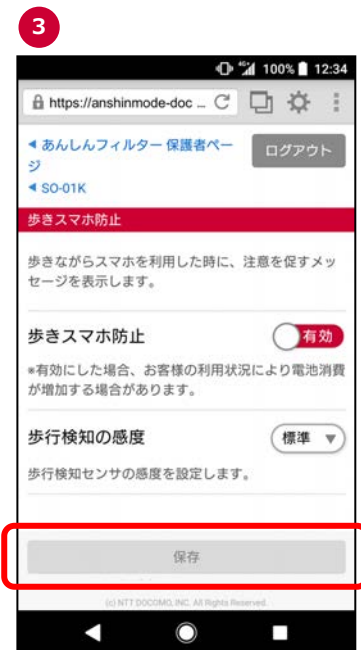 3
4G 100% 12:34
https://anshinmode-doc ...
◀ あんしんフィルター 保護者ペー
ジ
ログアウト
◀ SO-01K
歩きスマホ防止
歩きながらスマホを利用した時に、注意を促すメッ
セージを表示します。
歩きスマホ防止
有効
※有効にした場合、お客様の利用状況により電池消費
が増加する場合があります。
歩行検知の感度
標準 ▼
歩行検知センサの感度を設定します。
保存
(c) NTT DOCOMO, INC. All Rights Reserved.